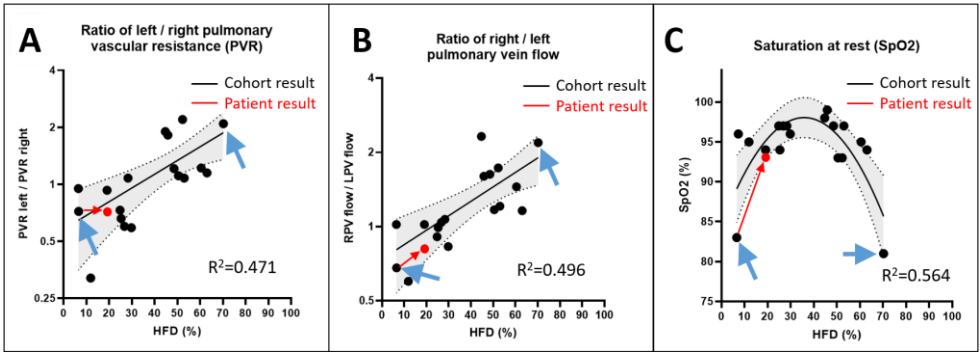 A
Ratio of left / right pulmonary
vascular resistance (PVR)
Cohort result
Patient result
PVR left / PVR right
4
2
1
0.5
0.25
R²=0.471
0 10 20 30 40 50 60 70 80 90 100
HFD (%)
B
Ratio of right / left
pulmonary vein flow
Cohort result
Patient result
RPV flow/ LPV flow
4
2
1
0.5
R²=0.496
0 10 20 30 40 50 60 70 80 90 100
HFD (%)
C
Saturation at rest (SpO2)
Cohort result
Patient result
SpO2 (%)
100
95
90
85
80
75
R²=0.564
0 10 20 30 40 50 60 70 80 90 100
HFD (%)